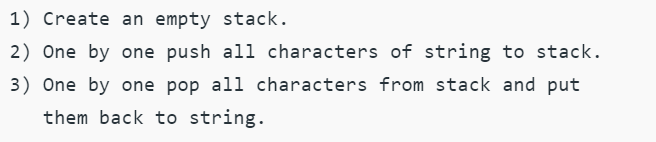 1) Create an empty stack.
2) One by one push all characters of string to stack.
3) One by one pop all characters from stack and put
them back to string.